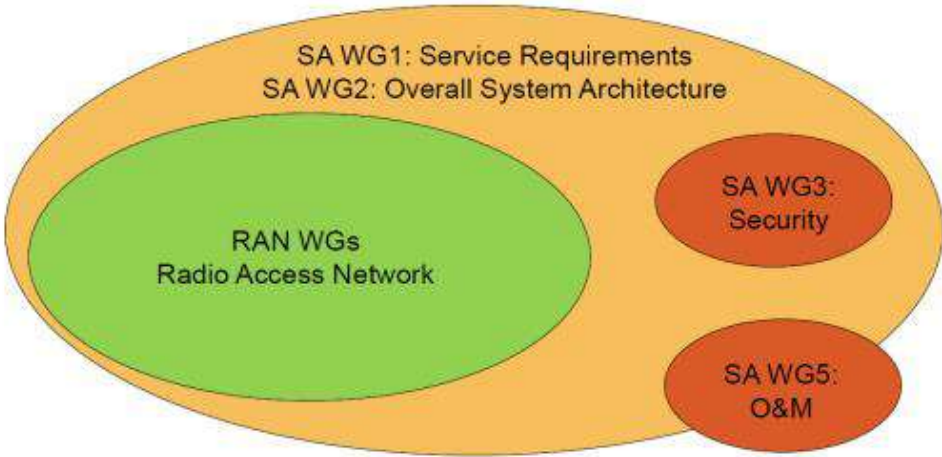 SA WG1: Service Requirements
SA WG2: Overall System Architecture
SA WG3:
Security
RAN WGs
Radio Access Network
SA WG5:
O&M